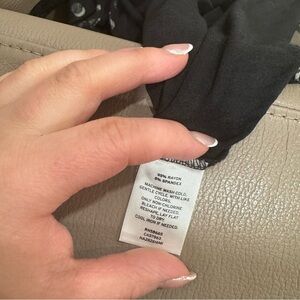 95% RAYON
5% SPANDEX
MACHINE WASH COLD,
GENTLE CYCLE, WITH LIKE
COLORS.
ONLY NON-CHLORINE
BLEACH IF NEEDED.
RESHAPE, LAY FLAT
TO DRY.
COOL IRON IF NEEDED.